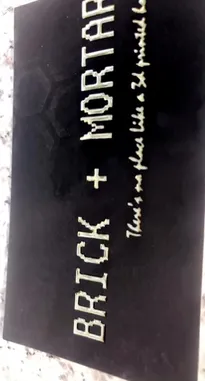 BRICK + MORTAR
There's no place like a 3d printed